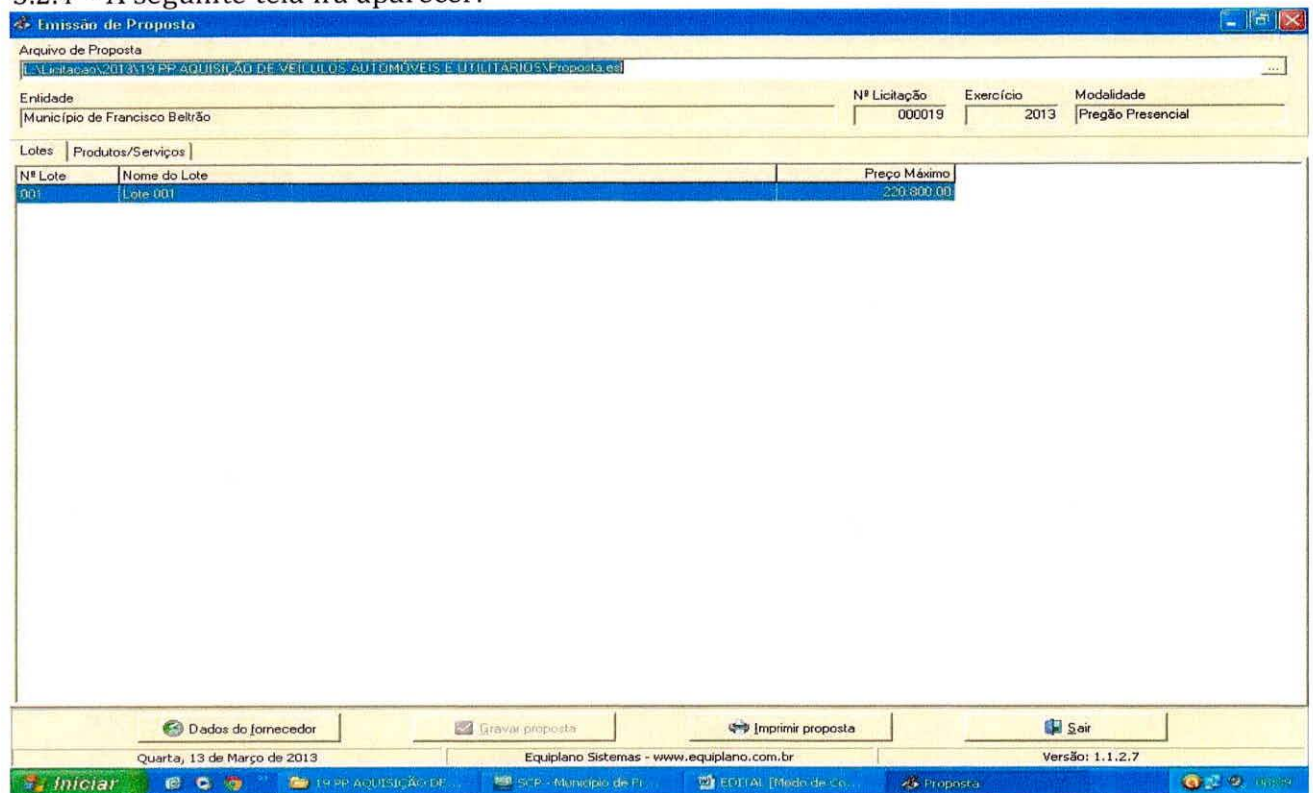 A seguinte tela irá aparecer:
Emissão de Proposta
Arquivo de Proposta
L:\Licitacao\2013\19 PP AQUISIÇÃO DE VEÍCULOS AUTOMÓVEIS E UTILITÁRIOS\Proposta.esl ...
Entidade Nº Licitação Exercício Modalidade
Município de Francisco Beltrão 000019 2013 Pregão Presencial
Lotes Produtos/Serviços
Nº Lote Nome do Lote Preço Máximo
001 Lote 001 220.800,00
Dados do fornecedor Gravar proposta Imprimir proposta Sair
Quarta, 13 de Março de 2013 Equiplano Sistemas - www.equiplano.com.br Versão: 1.1.2.7
Iniciar 19 PP AQUISIÇÃO DE ... SCP - Município de Fr... EDITAL [Modo de Co... Proposta